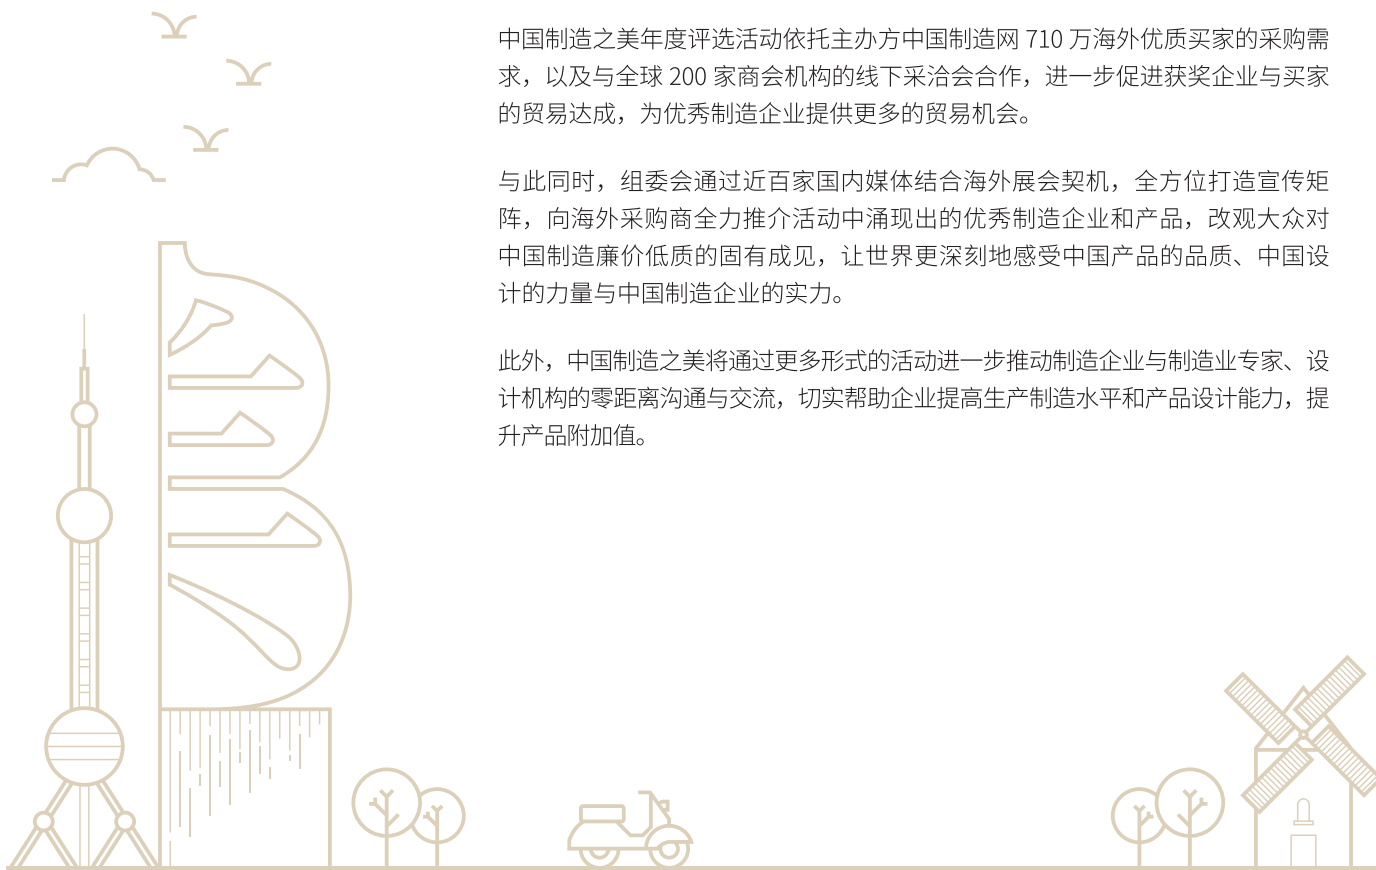 中国制造之美年度评选活动依托主办方中国制造网 710 万海外优质买家的采购需
求，以及与全球 200 家商会机构的线下采洽会合作，进一步促进获奖企业与买家
的贸易达成，为优秀制造企业提供更多的贸易机会。
与此同时，组委会通过近百家国内媒体结合海外展会契机，全方位打造宣传矩
阵，向海外采购商全力推介活动中涌现出的优秀制造企业和产品，改观大众对
中国制造廉价低质的固有成见，让世界更深刻地感受中国产品的品质、中国设
计的力量与中国制造企业的实力。
此外，中国制造之美将通过更多形式的活动进一步推动制造企业与制造业专家、设
计机构的零距离沟通与交流，切实帮助企业提高生产制造水平和产品设计能力，提
升产品附加值。